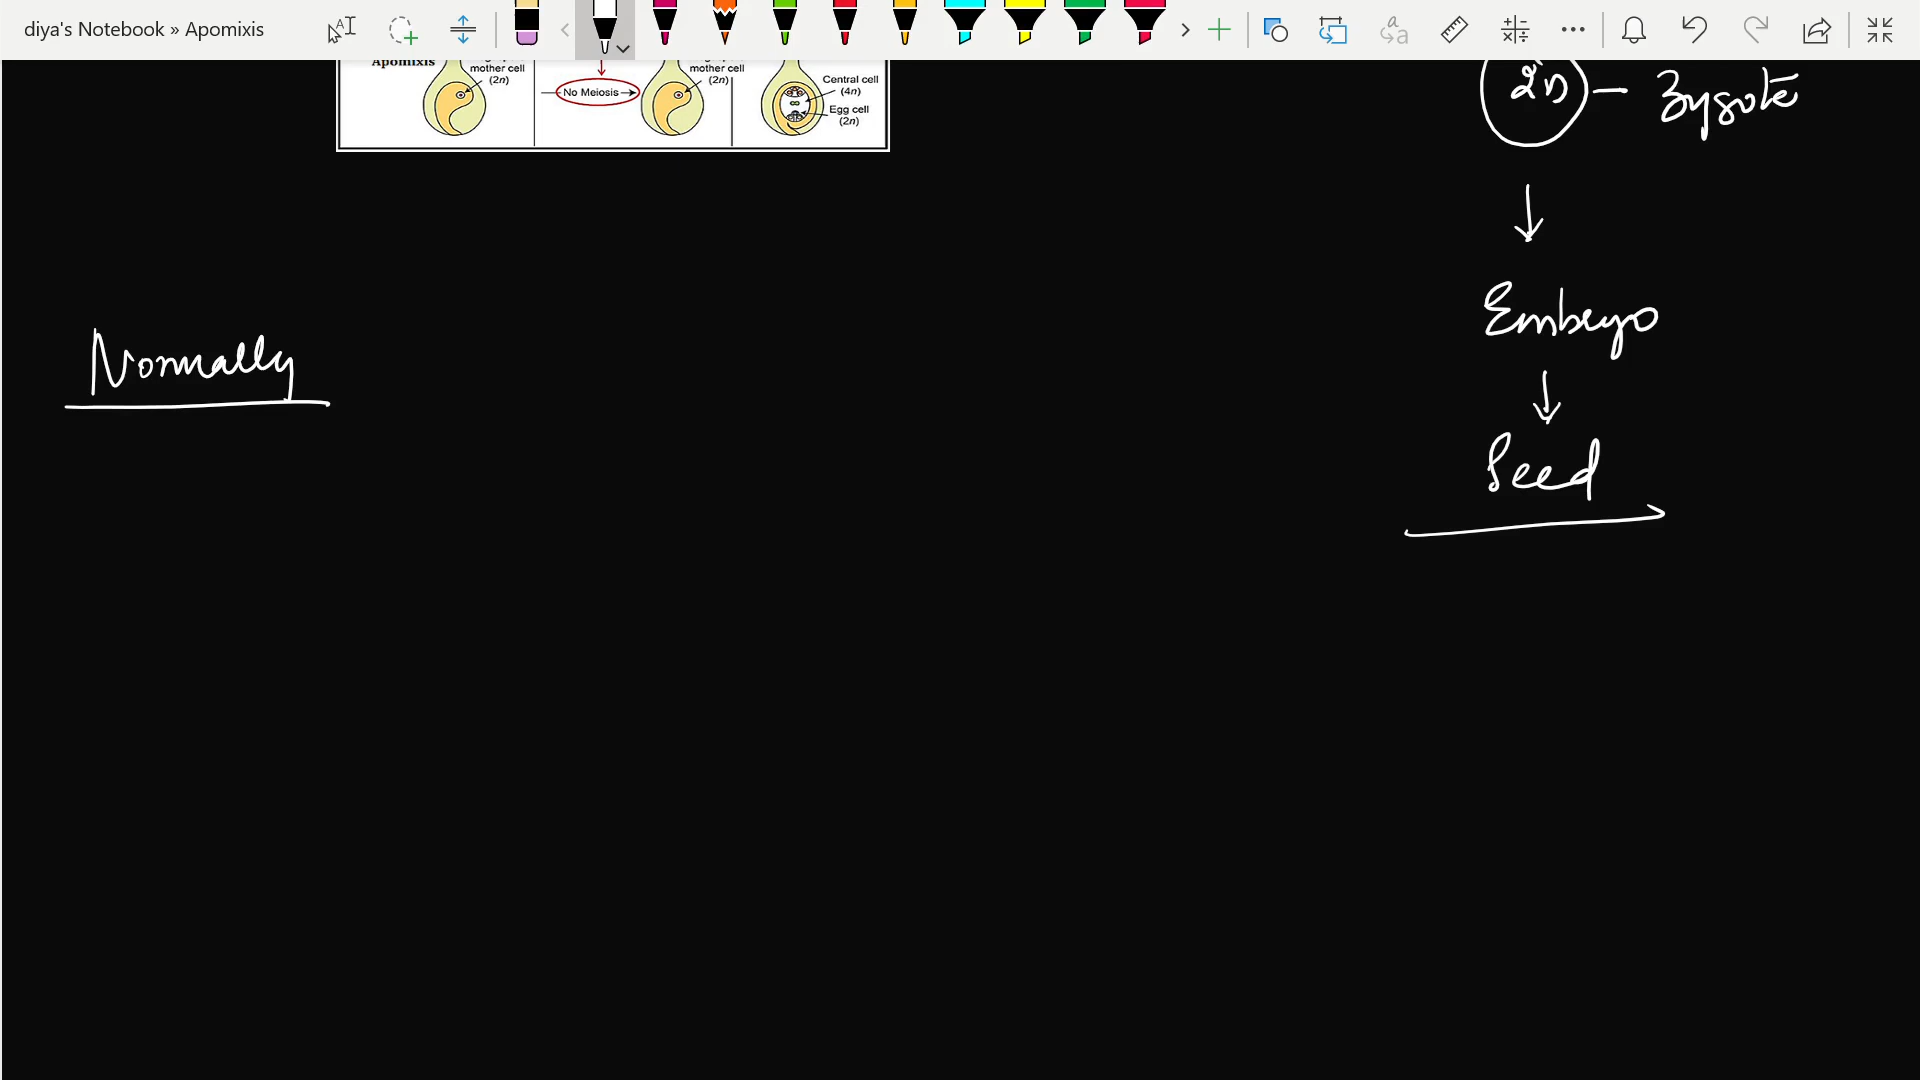 diya's Notebook » Apomixis
Apomixis
mother cell
(2n)
No Meiosis
mother cell
(2n)
Central cell
(4n)
Egg cell
(2n)
2n — Zygote
Embryo
Seed
Normally